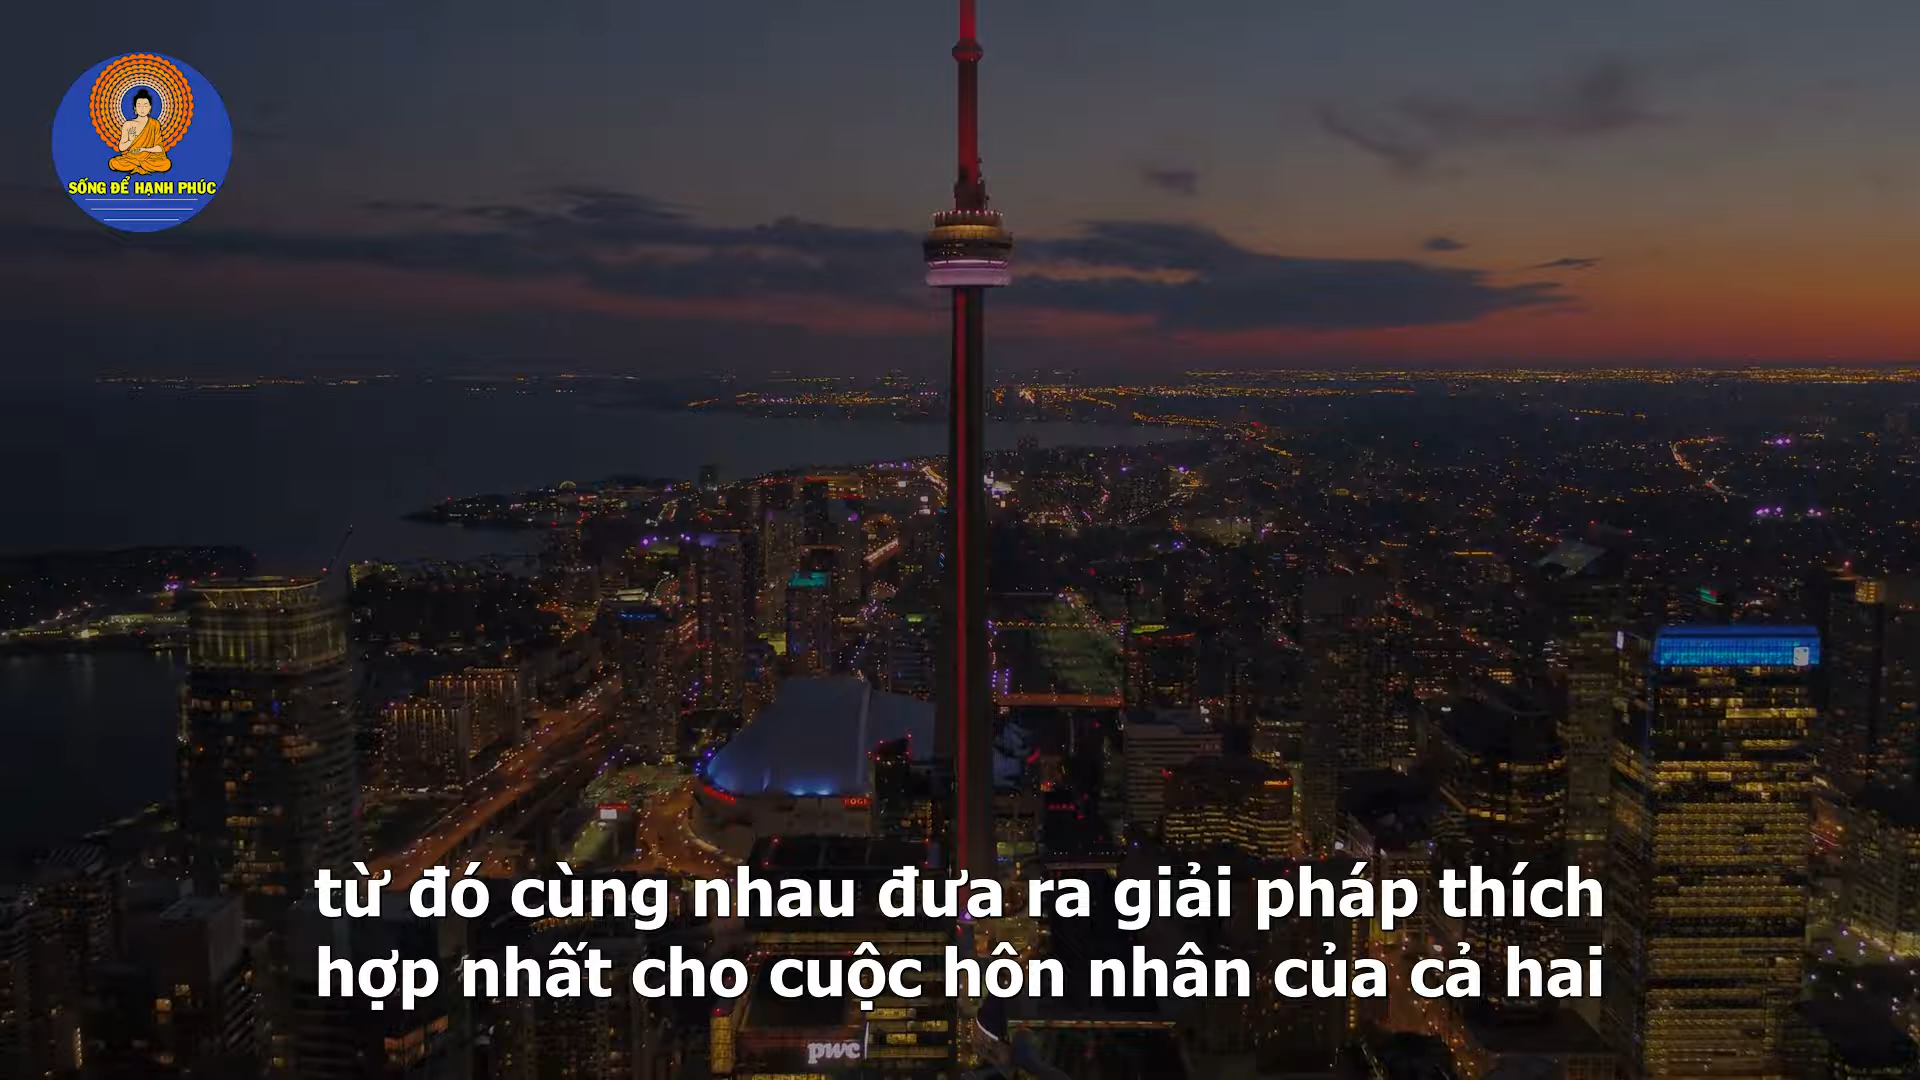 SỐNG ĐỂ HẠNH PHÚC
từ đó cùng nhau đưa ra giải pháp thích
hợp nhất cho cuộc hôn nhân của cả hai
pwc